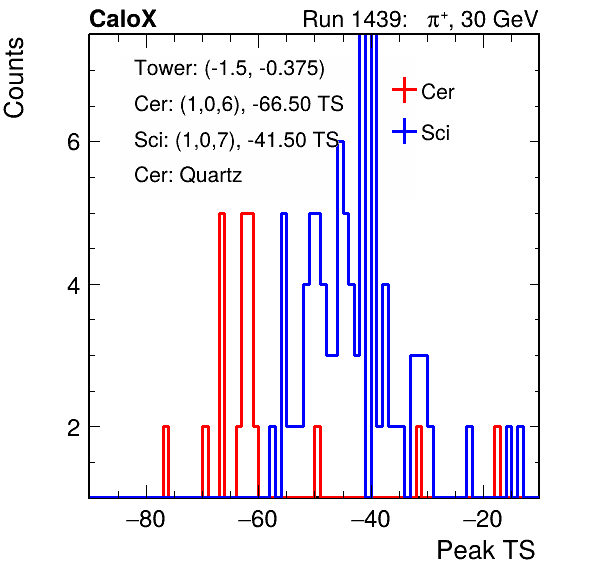 CaloX Run 1439: π⁺, 30 GeV
Counts
Tower: (-1.5, -0.375)
Cer: (1,0,6), -66.50 TS
Sci: (1,0,7), -41.50 TS
Cer: Quartz
Cer
Sci
6
4
2
−80 −60 −40 −20
Peak TS